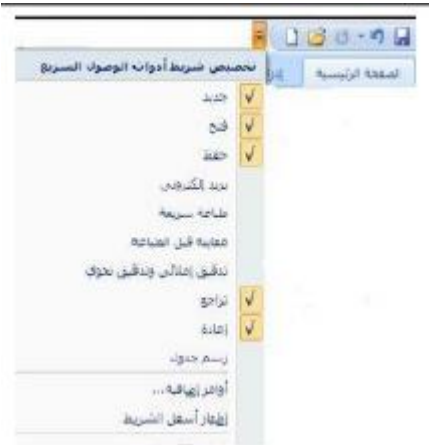 الصفحة الرئيسية
تخصيص شريط أدوات الوصول السريع
جديد
فتح
حفظ
بريد إلكتروني
طباعة سريعة
معاينة قبل الطباعة
تدقيق إملائي وتدقيق نحوي
تراجع
إعادة
رسم جدول
أوامر إضافية...
إظهار أسفل الشريط